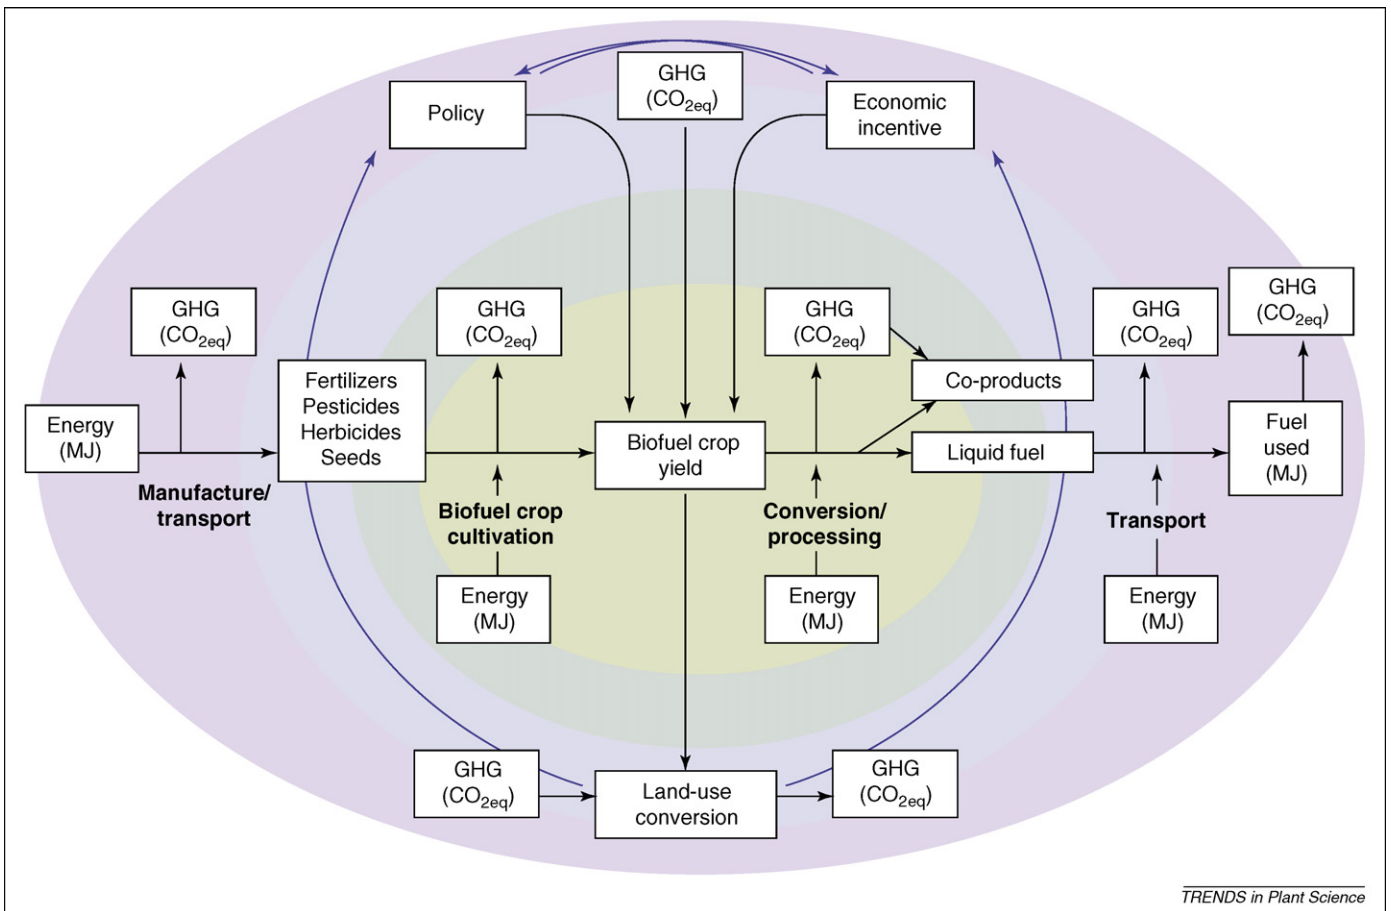 Policy
GHG
(CO2eq)
Economic
incentive
GHG
(CO2eq)
GHG
(CO2eq)
GHG
(CO2eq)
GHG
(CO2eq)
GHG
(CO2eq)
Energy
(MJ)
Fertilizers
Pesticides
Herbicides
Seeds
Biofuel crop
yield
Co-products
Liquid fuel
Fuel
used
(MJ)
Manufacture/
transport
Biofuel crop
cultivation
Conversion/
processing
Transport
Energy
(MJ)
Energy
(MJ)
Energy
(MJ)
GHG
(CO2eq)
Land-use
conversion
GHG
(CO2eq)
TRENDS in Plant Science